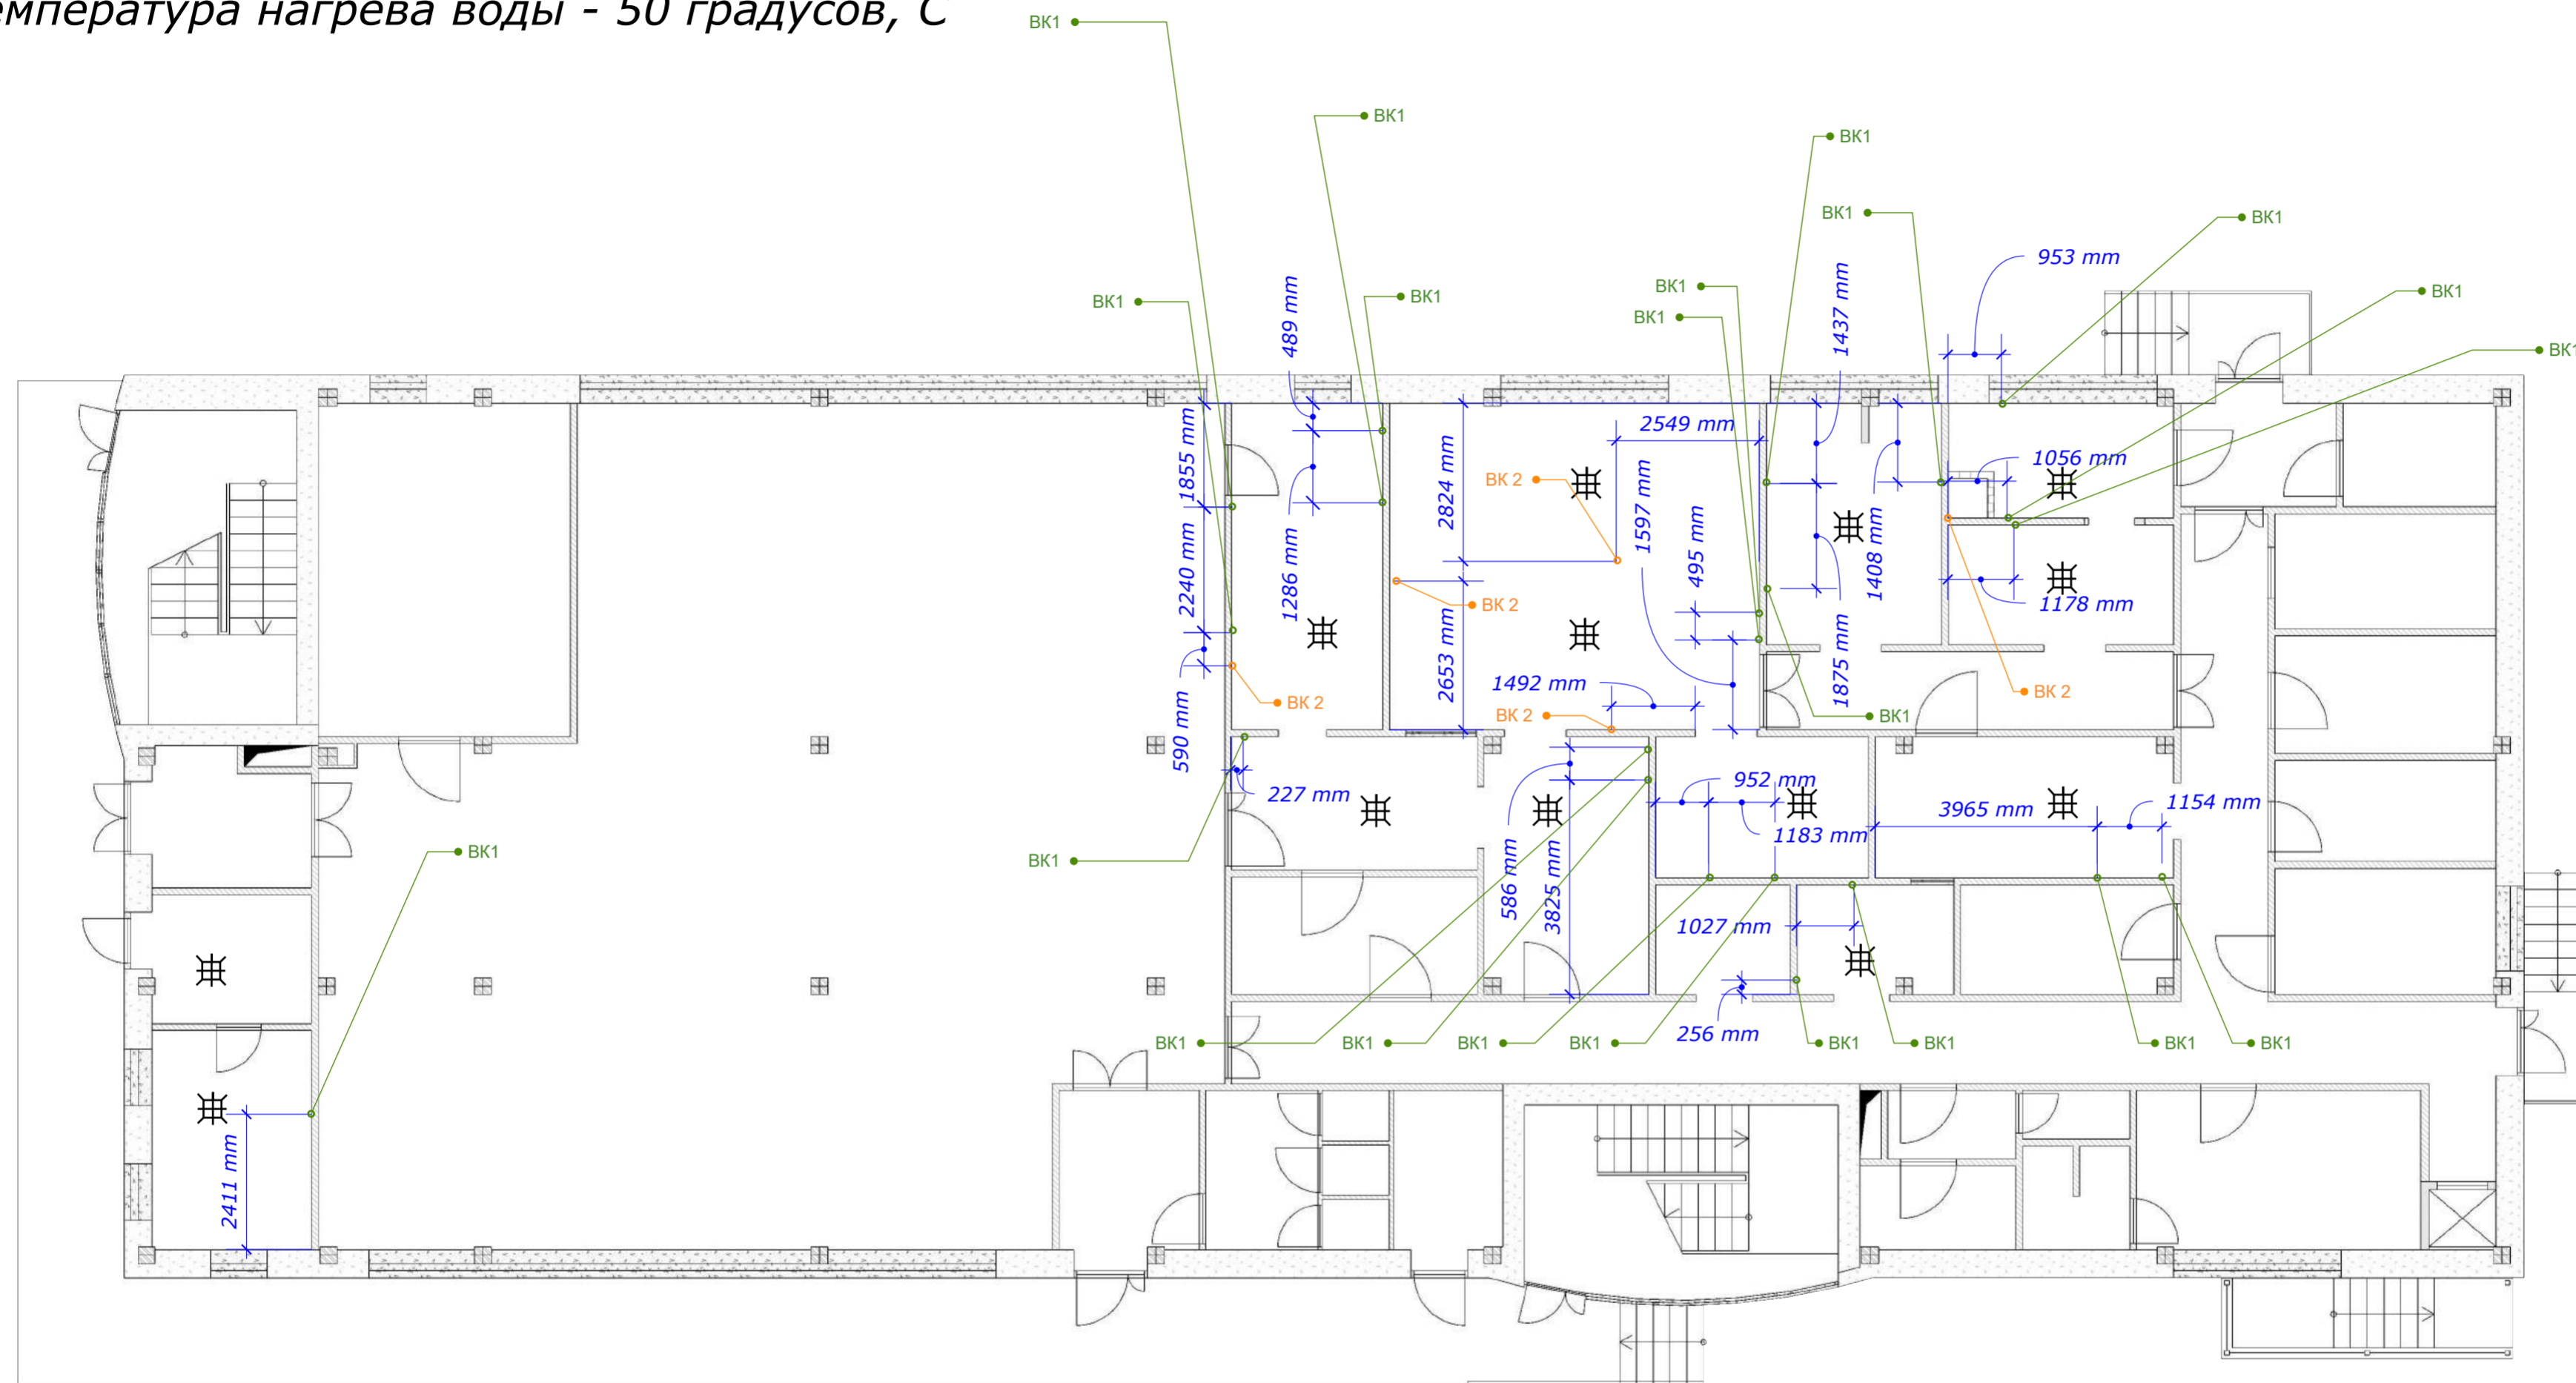 емпература нагрева воды - 50 градусов, С
ВК1
ВК1
ВК1
ВК1
ВК1
953 mm
ВК1
ВК1
ВК1
ВК1
ВК1
489 mm
1437 mm
ВК1
2549 mm
1855 mm
2824 mm
1056 mm
ВК 2
1597 mm
495 mm
1408 mm
2240 mm
1286 mm
ВК 2
1178 mm
2653 mm
1492 mm
1875 mm
ВК 2
590 mm
ВК 2
ВК 2
ВК1
227 mm
952 mm
3965 mm
1154 mm
1183 mm
ВК1
ВК1
586 mm
3825 mm
1027 mm
256 mm
ВК1
ВК1
ВК1
ВК1
ВК1
ВК1
ВК1
ВК1
2411 mm